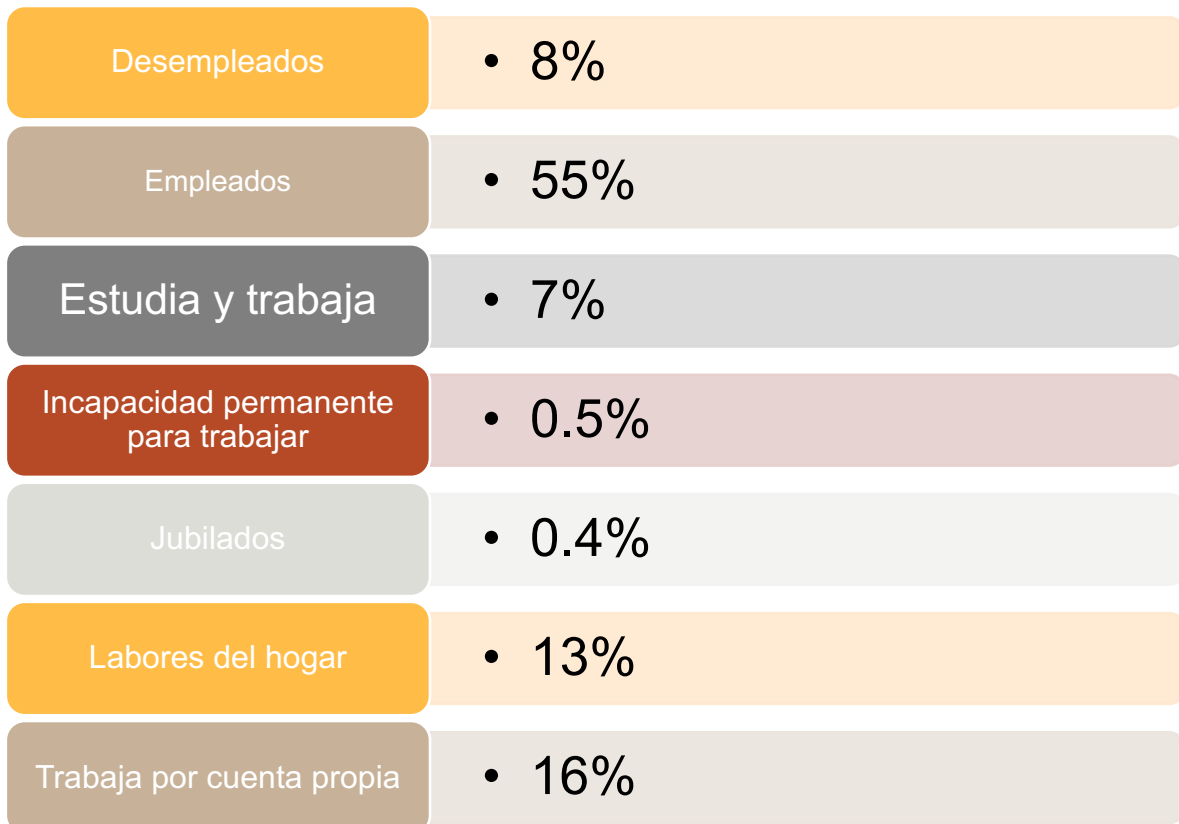 Desempleados
• 8%
Empleados
• 55%
Estudia y trabaja
• 7%
Incapacidad permanente
para trabajar
• 0.5%
Jubilados
• 0.4%
Labores del hogar
• 13%
Trabaja por cuenta propia
• 16%